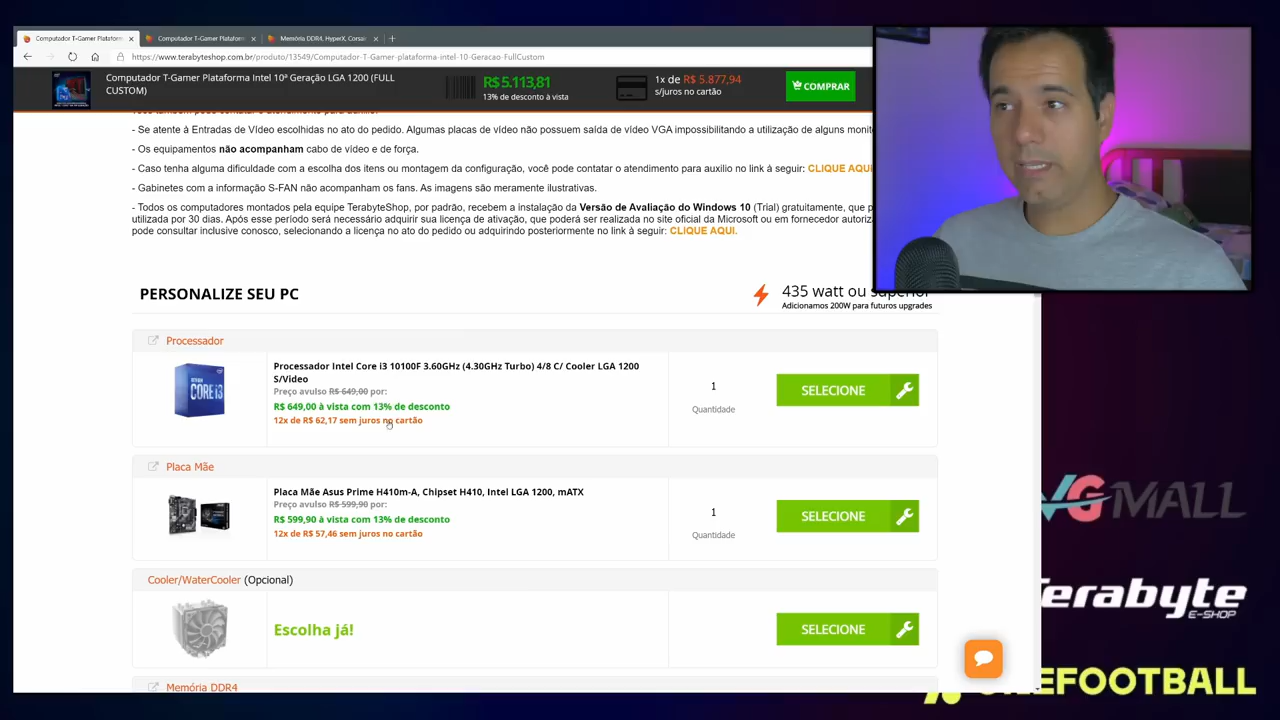 Computador T-Gamer Plataform
Computador T-Gamer Plataform
Memória DDR4, HyperX, Corsai
https://www.terabyteshop.com.br/produto/13549/Computador-T-Gamer-plataforma-intel-10-Geracao-FullCustom
Computador T-Gamer Plataforma Intel 10ª Geração LGA 1200 (FULL
CUSTOM)
R$ 5.113,81
13% de desconto à vista
1x de R$ 5.877,94
s/juros no cartão
COMPRAR
- Se atente à Entradas de Vídeo escolhidas no ato do pedido. Algumas placas de vídeo não possuem saída de vídeo VGA impossibilitando a utilização de alguns monit
- Os equipamentos não acompanham cabo de vídeo e de força.
- Caso tenha alguma dificuldade com a escolha dos itens ou montagem da configuração, você pode contatar o atendimento para auxilio no link à seguir: CLIQUE AQUI
- Gabinetes com a informação S-FAN não acompanham os fans. As imagens são meramente ilustrativas.
- Todos os computadores montados pela equipe TerabyteShop, por padrão, recebem a instalação da Versão de Avaliação do Windows 10 (Trial) gratuitamente, que p
utilizada por 30 dias. Após esse período será necessário adquirir sua licença de ativação, que poderá ser realizada no site oficial da Microsoft ou em fornecedor autoriza
pode consultar inclusive conosco, selecionando a licença no ato do pedido ou adquirindo posteriormente no link à seguir: CLIQUE AQUI.
PERSONALIZE SEU PC
435 watt ou superior
Adicionamos 200W para futuros upgrades
Processador
Processador Intel Core i3 10100F 3.60GHz (4.30GHz Turbo) 4/8 C/ Cooler LGA 1200
S/Video
Preço avulso R$ 649,00 por:
R$ 649,00 à vista com 13% de desconto
12x de R$ 62,17 sem juros no cartão
1
Quantidade
SELECIONE
CORE i3
Placa Mãe
Placa Mãe Asus Prime H410m-A, Chipset H410, Intel LGA 1200, mATX
Preço avulso R$ 599,90 por:
R$ 599,90 à vista com 13% de desconto
12x de R$ 57,46 sem juros no cartão
1
Quantidade
SELECIONE
Cooler/WaterCooler (Opcional)
Escolha já!
SELECIONE
Memória DDR4
VGMALL
Terabyte
E-SHOP
ONEFOOTBALL